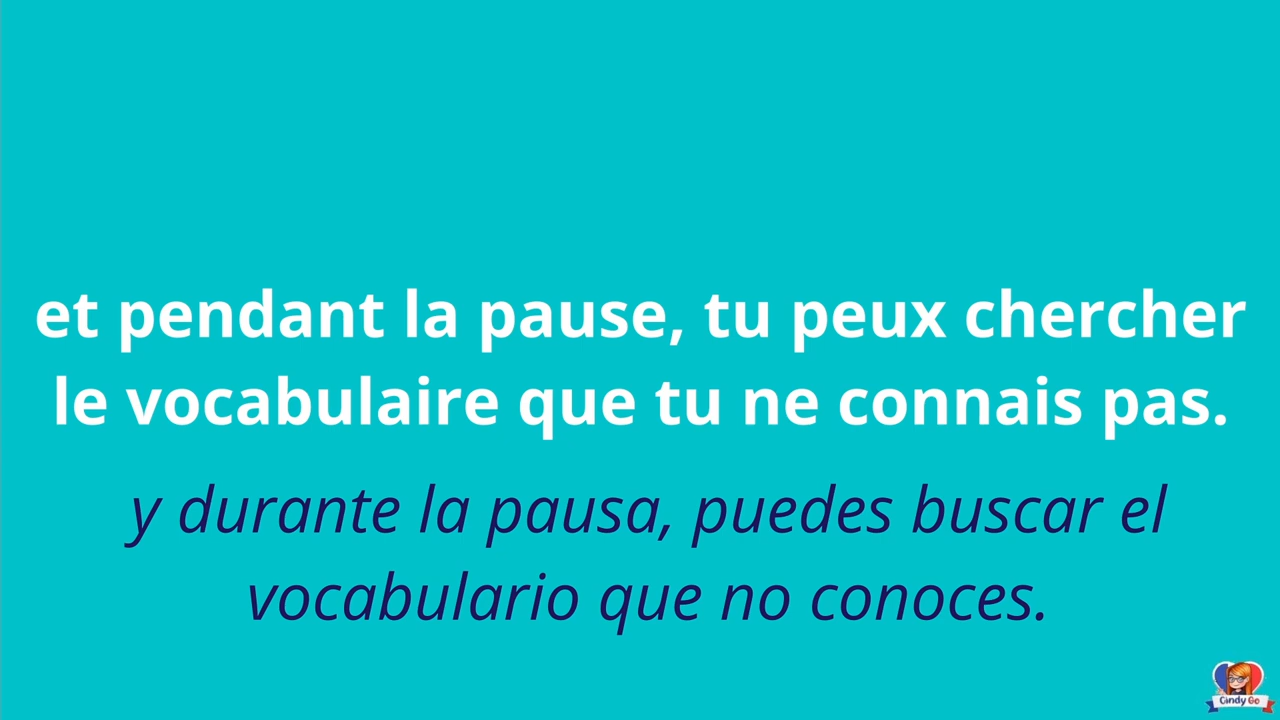 et pendant la pause, tu peux chercher
le vocabulaire que tu ne connais pas.
y durante la pausa, puedes buscar el
vocabulario que no conoces.
Cindy Go